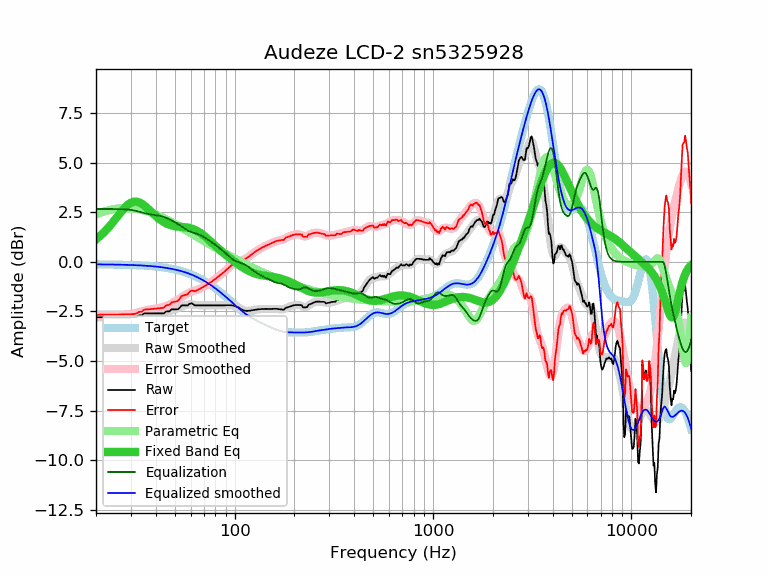 Audeze LCD-2 sn5325928
Amplitude (dBr)
7.5
5.0
2.5
0.0
−2.5
−5.0
−7.5
−10.0
−12.5
Target
Raw Smoothed
Error Smoothed
Raw
Error
Parametric Eq
Fixed Band Eq
Equalization
Equalized smoothed
100
1000
10000
Frequency (Hz)